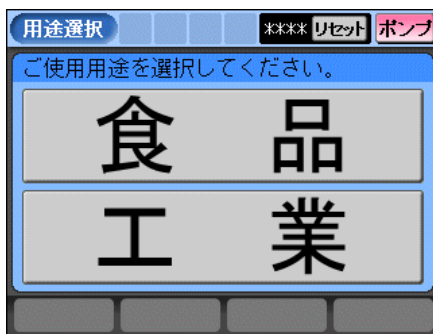 用途選択 **** リセット ポンプ
ご使用用途を選択してください。
食 品
工 業